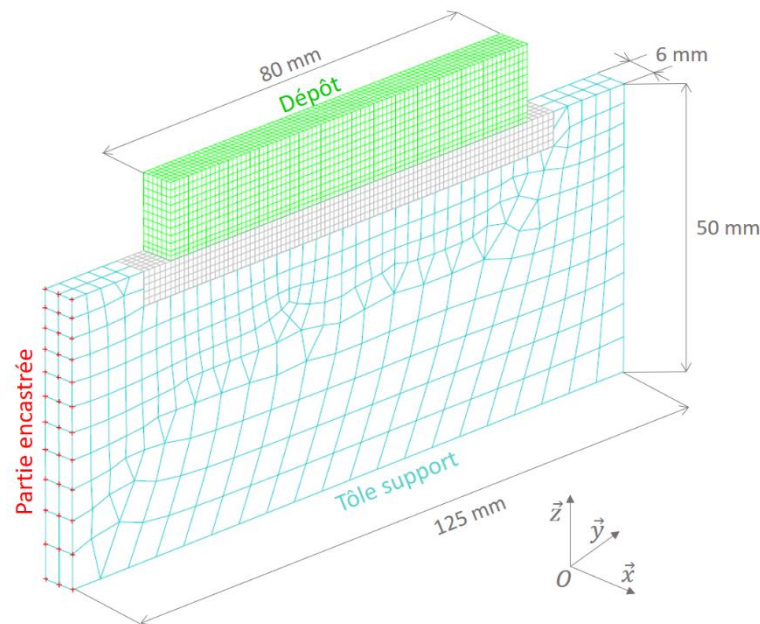 80 mm
Dépôt
6 mm
50 mm
Partie encastrée
Tôle support
125 mm
z
y
O
x